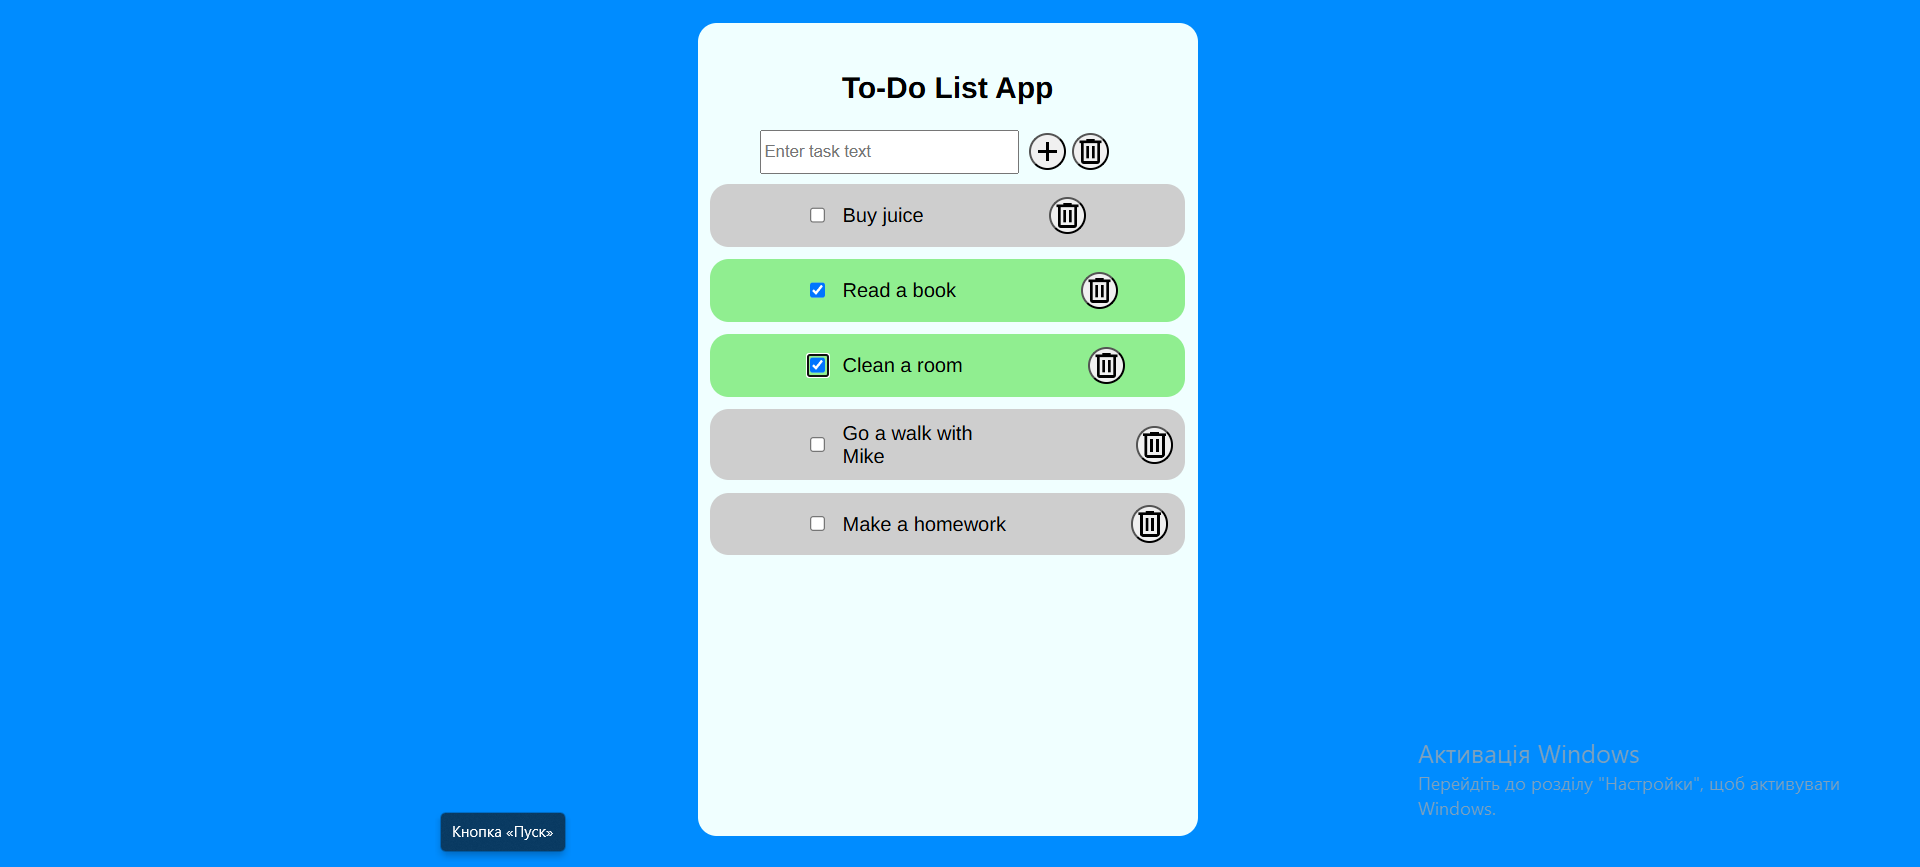 To-Do List App
Enter task text
Buy juice
Read a book
Clean a room
Go a walk with
Mike
Make a homework
Активація Windows
Перейдіть до розділу "Настройки", щоб активувати
Windows.
Кнопка «Пуск»